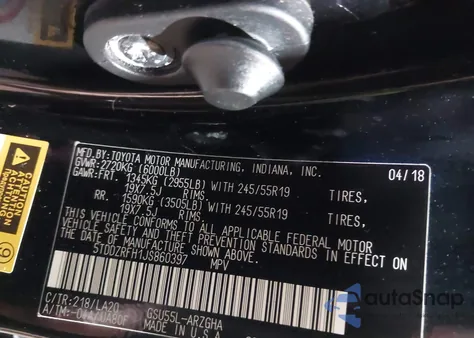 MFD.BY:TOYOTA MOTOR MANUFACTURING, INDIANA, INC. 04/18
GVWR:2720KG (6000LB)
GAWR:FRT. 1345KG (2955LB) WITH 245/55R19 TIRES,
19X7.5J RIMS.
RR. 1590KG (3505LB) WITH 245/55R19 TIRES,
19X7.5J RIMS.
THIS VEHICLE CONFORMS TO ALL APPLICABLE FEDERAL MOTOR
VEHICLE SAFETY AND THEFT PREVENTION STANDARDS IN EFFECT ON
THE DATE OF MANUFACTURE SHOWN ABOVE.
5TDDZRFH1JS860397 MPV
C/TR:218/LA20
GSU55L-ARZGHA
MADE IN U.S.A.
CAUTION
ATTENTION
ACHTUNG
autoSnap